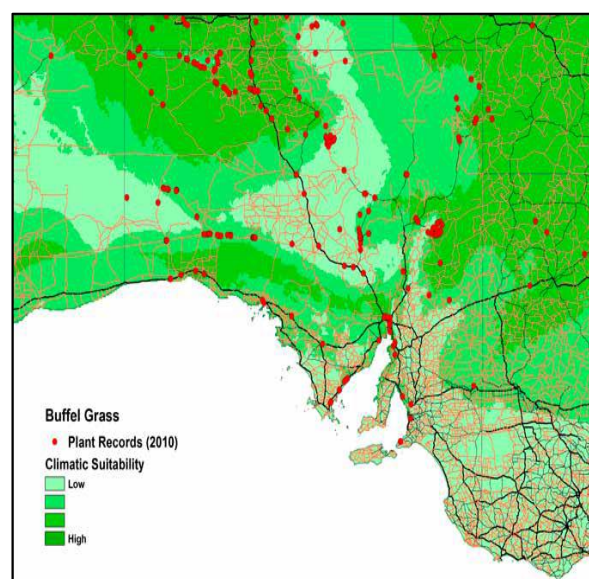 Buffel Grass
Plant Records (2010)
Climatic Suitability
Low
High